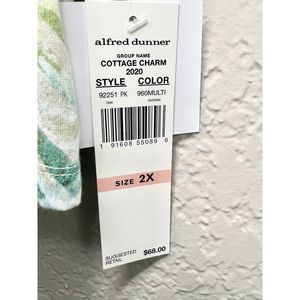 alfred dunner
GROUP NAME
COTTAGE CHARM
2020
STYLE COLOR
92251 PK 960MULTI
1 91608 55089 6
SIZE 2X
SUGGESTED
RETAIL $68.00